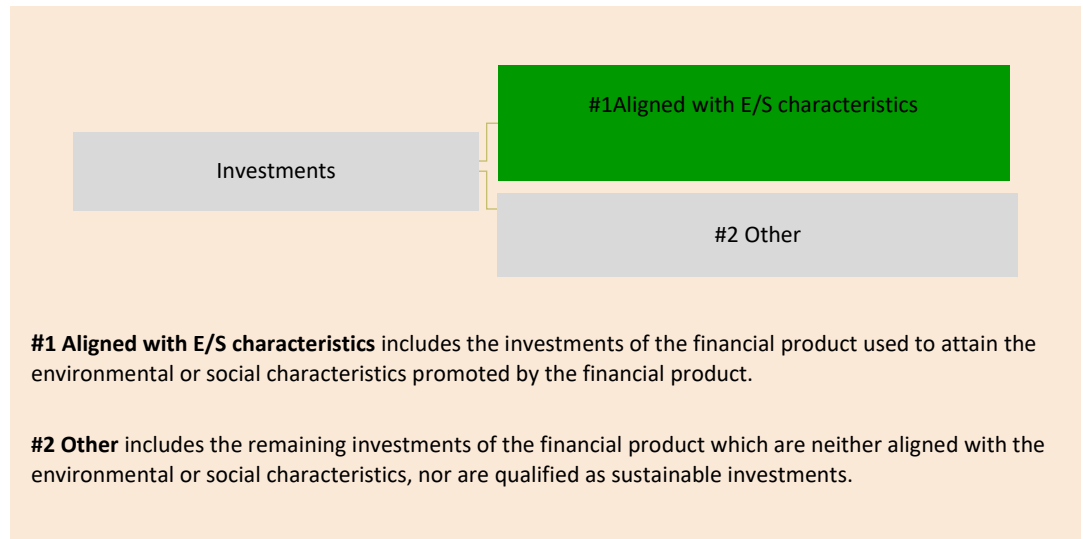 #1Aligned with E/S characteristics
Investments
#2 Other
#1 Aligned with E/S characteristics includes the investments of the financial product used to attain the
environmental or social characteristics promoted by the financial product.
#2 Other includes the remaining investments of the financial product which are neither aligned with the
environmental or social characteristics, nor are qualified as sustainable investments.